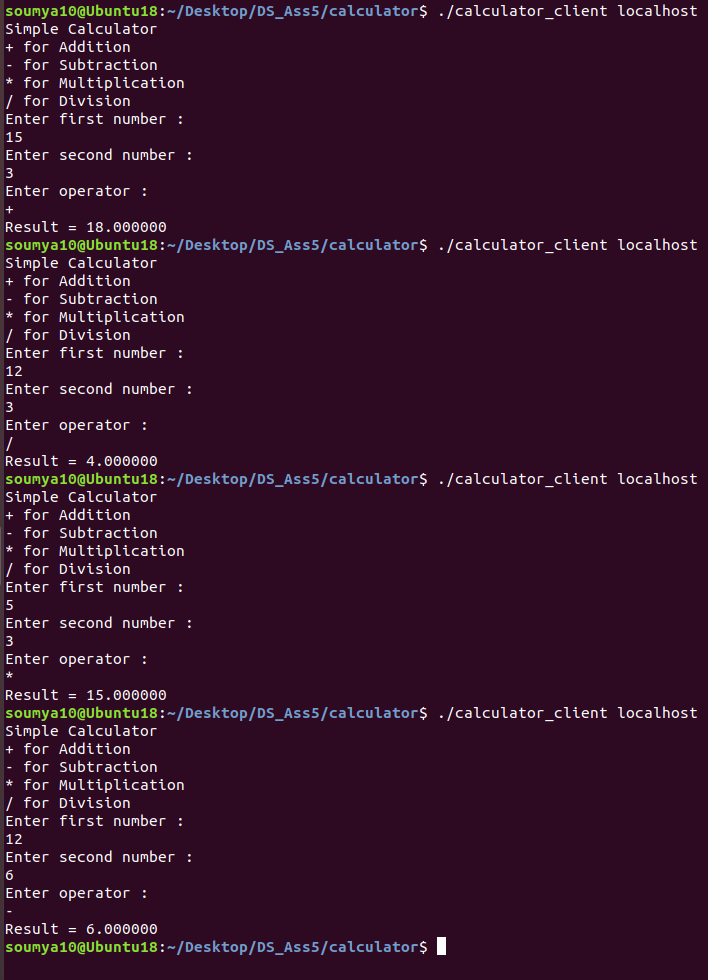 soumya10@Ubuntu18:~/Desktop/DS_Ass5/calculator$ ./calculator_client localhost
Simple Calculator
+ for Addition
- for Subtraction
* for Multiplication
/ for Division
Enter first number :
15
Enter second number :
3
Enter operator :
+
Result = 18.000000
soumya10@Ubuntu18:~/Desktop/DS_Ass5/calculator$ ./calculator_client localhost
Simple Calculator
+ for Addition
- for Subtraction
* for Multiplication
/ for Division
Enter first number :
12
Enter second number :
3
Enter operator :
/
Result = 4.000000
soumya10@Ubuntu18:~/Desktop/DS_Ass5/calculator$ ./calculator_client localhost
Simple Calculator
+ for Addition
- for Subtraction
* for Multiplication
/ for Division
Enter first number :
5
Enter second number :
3
Enter operator :
*
Result = 15.000000
soumya10@Ubuntu18:~/Desktop/DS_Ass5/calculator$ ./calculator_client localhost
Simple Calculator
+ for Addition
- for Subtraction
* for Multiplication
/ for Division
Enter first number :
12
Enter second number :
6
Enter operator :
-
Result = 6.000000
soumya10@Ubuntu18:~/Desktop/DS_Ass5/calculator$